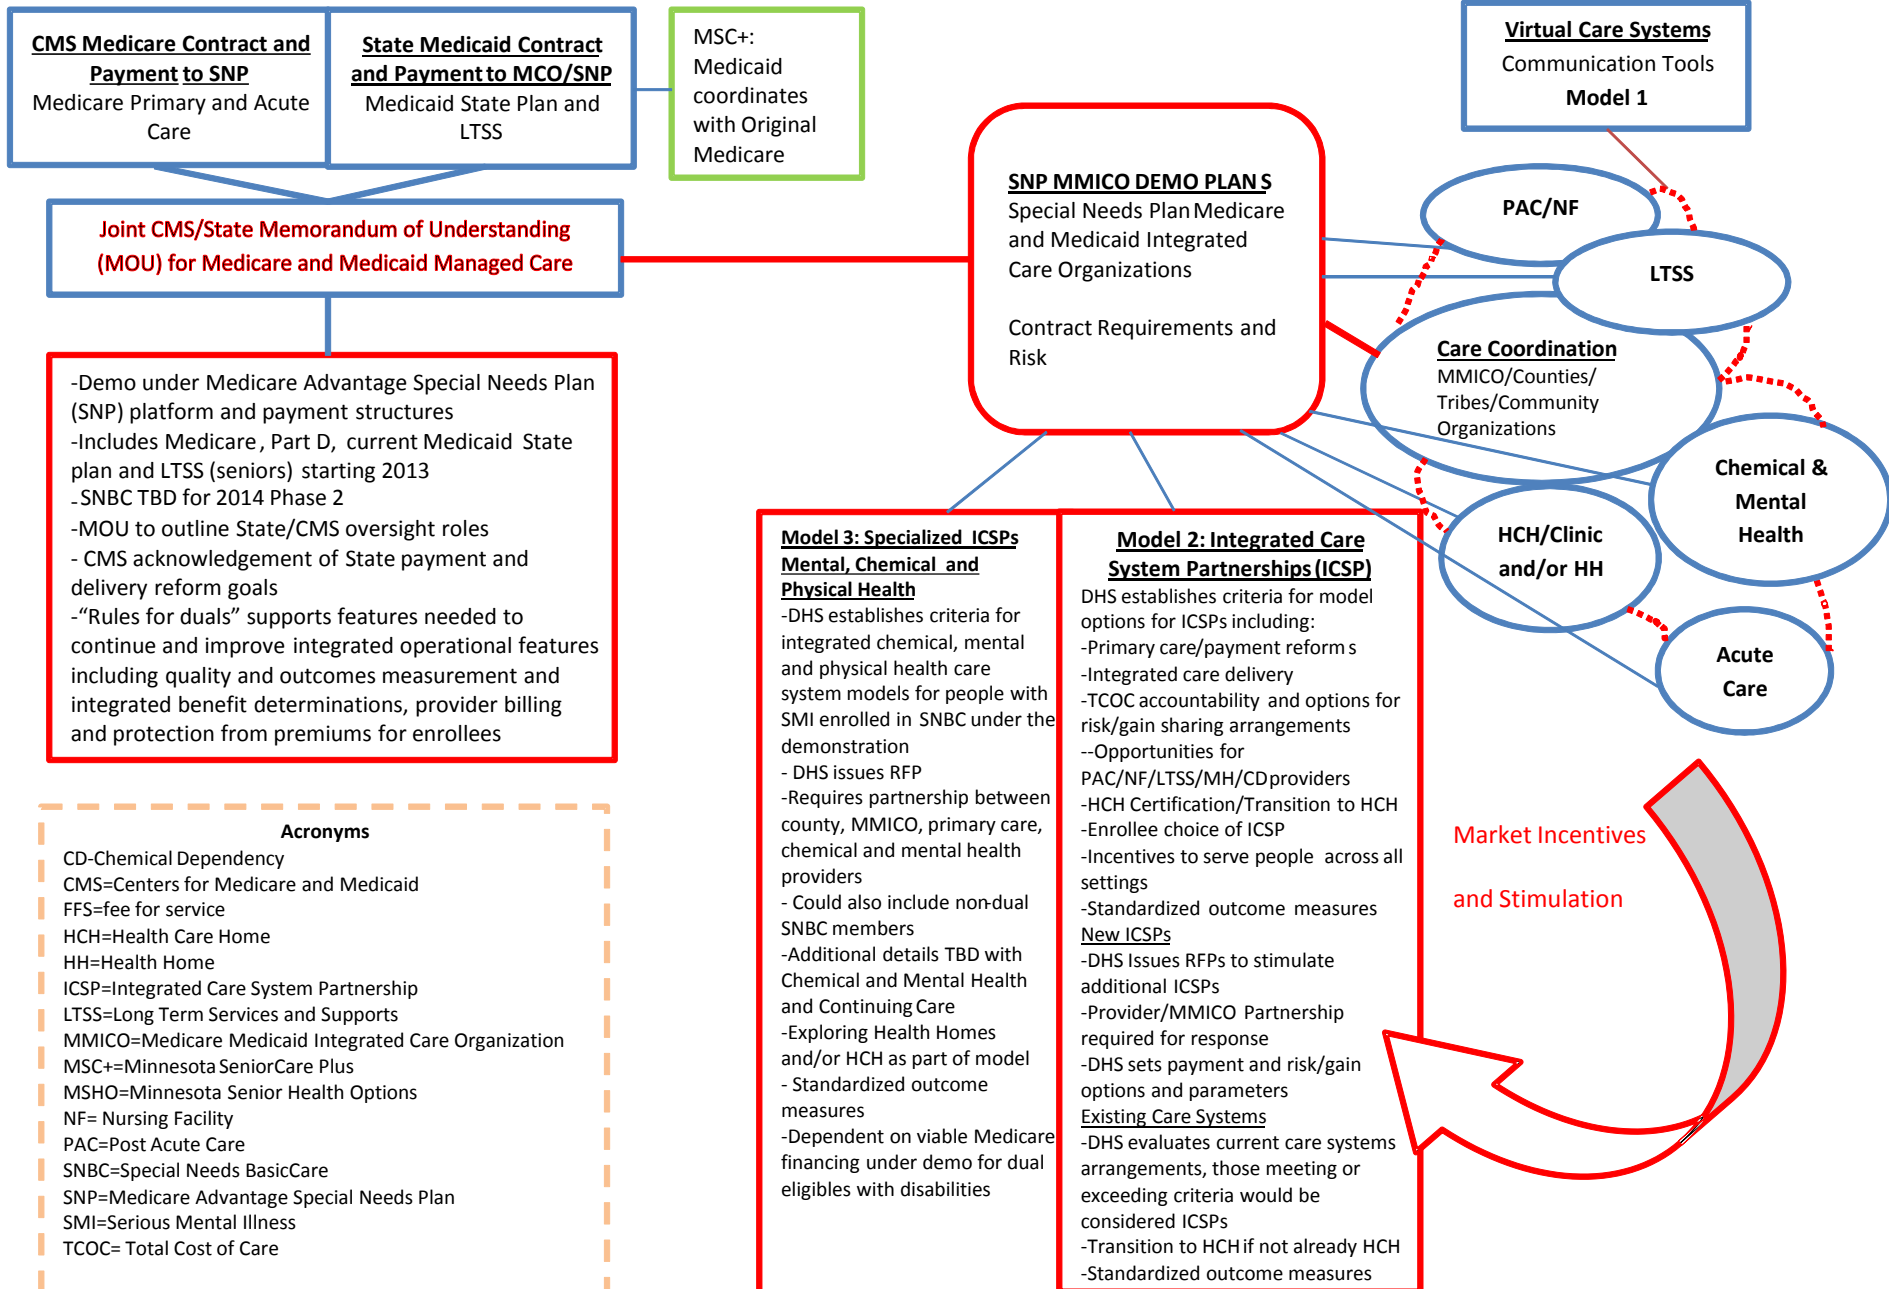 CMS Medicare Contract and
Payment to SNP
Medicare Primary and Acute
Care
State Medicaid Contract
and Payment to MCO/SNP
Medicaid State Plan and
LTSS
MSC+:
Medicaid
coordinates
with Original
Medicare
Virtual Care Systems
Communication Tools
Model 1
Joint CMS/State Memorandum of Understanding
(MOU) for Medicare and Medicaid Managed Care
SNP MMICO DEMO PLAN S
Special Needs Plan Medicare
and Medicaid Integrated
Care Organizations
Contract Requirements and
Risk
PAC/NF
LTSS
Care Coordination
MMICO/Counties/
Tribes/Community
Organizations
Chemical &
Mental
Health
HCH/Clinic
and/or HH
Acute
Care
-Demo under Medicare Advantage Special Needs Plan
(SNP) platform and payment structures
-Includes Medicare, Part D, current Medicaid State
plan and LTSS (seniors) starting 2013
-SNBC TBD for 2014 Phase 2
-MOU to outline State/CMS oversight roles
- CMS acknowledgement of State payment and
delivery reform goals
-“Rules for duals” supports features needed to
continue and improve integrated operational features
including quality and outcomes measurement and
integrated benefit determinations, provider billing
and protection from premiums for enrollees
Acronyms
CD-Chemical Dependency
CMS=Centers for Medicare and Medicaid
FFS=fee for service
HCH=Health Care Home
HH=Health Home
ICSP=Integrated Care System Partnership
LTSS=Long Term Services and Supports
MMICO=Medicare Medicaid Integrated Care Organization
MSC+=Minnesota SeniorCare Plus
MSHO=Minnesota Senior Health Options
NF= Nursing Facility
PAC=Post Acute Care
SNBC=Special Needs BasicCare
SNP=Medicare Advantage Special Needs Plan
SMI=Serious Mental Illness
TCOC= Total Cost of Care
Model 3: Specialized ICSPs
Mental, Chemical and
Physical Health
-DHS establishes criteria for
integrated chemical, mental
and physical health care
system models for people with
SMI enrolled in SNBC under the
demonstration
- DHS issues RFP
-Requires partnership between
county, MMICO, primary care,
chemical and mental health
providers
- Could also include non-dual
SNBC members
-Additional details TBD with
Chemical and Mental Health
and Continuing Care
-Exploring Health Homes
and/or HCH as part of model
- Standardized outcome
measures
-Dependent on viable Medicare
financing under demo for dual
eligibles with disabilities
Model 2: Integrated Care
System Partnerships (ICSP)
DHS establishes criteria for model
options for ICSPs including:
-Primary care/payment reform s
-Integrated care delivery
-TCOC accountability and options for
risk/gain sharing arrangements
--Opportunities for
PAC/NF/LTSS/MH/CD providers
-HCH Certification/Transition to HCH
-Enrollee choice of ICSP
-Incentives to serve people across all
settings
-Standardized outcome measures
New ICSPs
-DHS Issues RFPs to stimulate
additional ICSPs
-Provider/MMICO Partnership
required for response
-DHS sets payment and risk/gain
options and parameters
Existing Care Systems
-DHS evaluates current care systems
arrangements, those meeting or
exceeding criteria would be
considered ICSPs
-Transition to HCH if not already HCH
-Standardized outcome measures
Market Incentives
and Stimulation